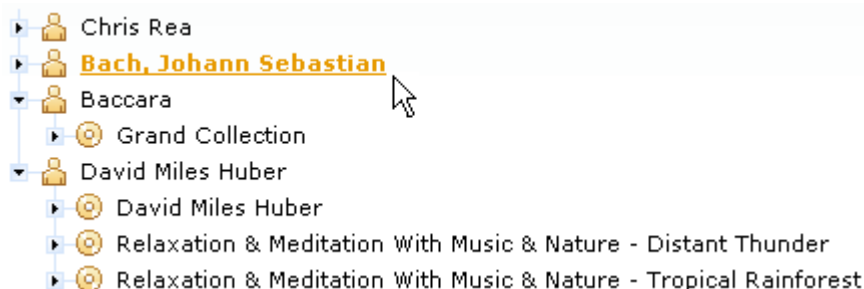 Chris Rea
Bach, Johann Sebastian
Baccara
Grand Collection
David Miles Huber
David Miles Huber
Relaxation & Meditation With Music & Nature - Distant Thunder
Relaxation & Meditation With Music & Nature - Tropical Rainforest